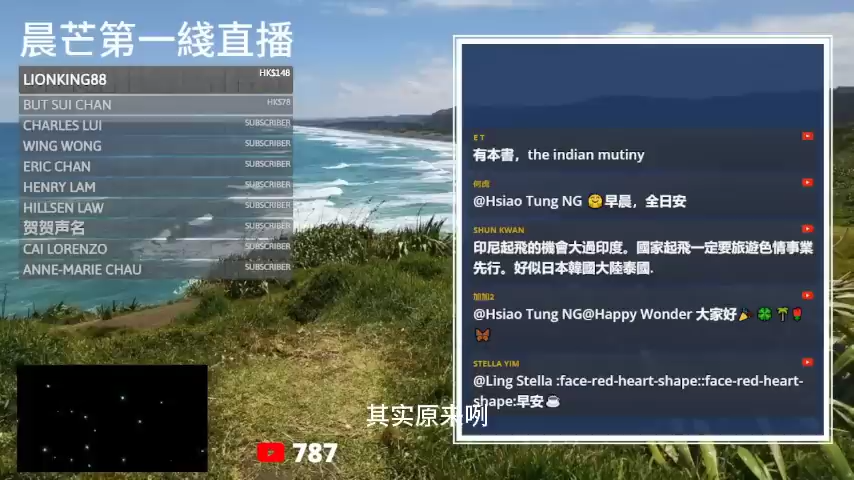 晨芒第一綫直播
LIONKING88 HK$148
BUT SUI CHAN HK$78
CHARLES LUI SUBSCRIBER
WING WONG SUBSCRIBER
ERIC CHAN SUBSCRIBER
HENRY LAM SUBSCRIBER
HILLSEN LAW SUBSCRIBER
贺贺声名 SUBSCRIBER
CAI LORENZO SUBSCRIBER
ANNE-MARIE CHAU SUBSCRIBER
E T
有本書，the indian mutiny
何虎
@Hsiao Tung NG 😊早晨，全日安
SHUN KWAN
印尼起飛的機會大過印度。國家起飛一定要旅遊色情事業
先行。好似日本韓國大陸泰國.
加加2
@Hsiao Tung NG@Happy Wonder 大家好🎉🍀🌴🌹
🦋
STELLA YIM
@Ling Stella :face-red-heart-shape::face-red-heart-
shape:早安☕
其实原来咧
787